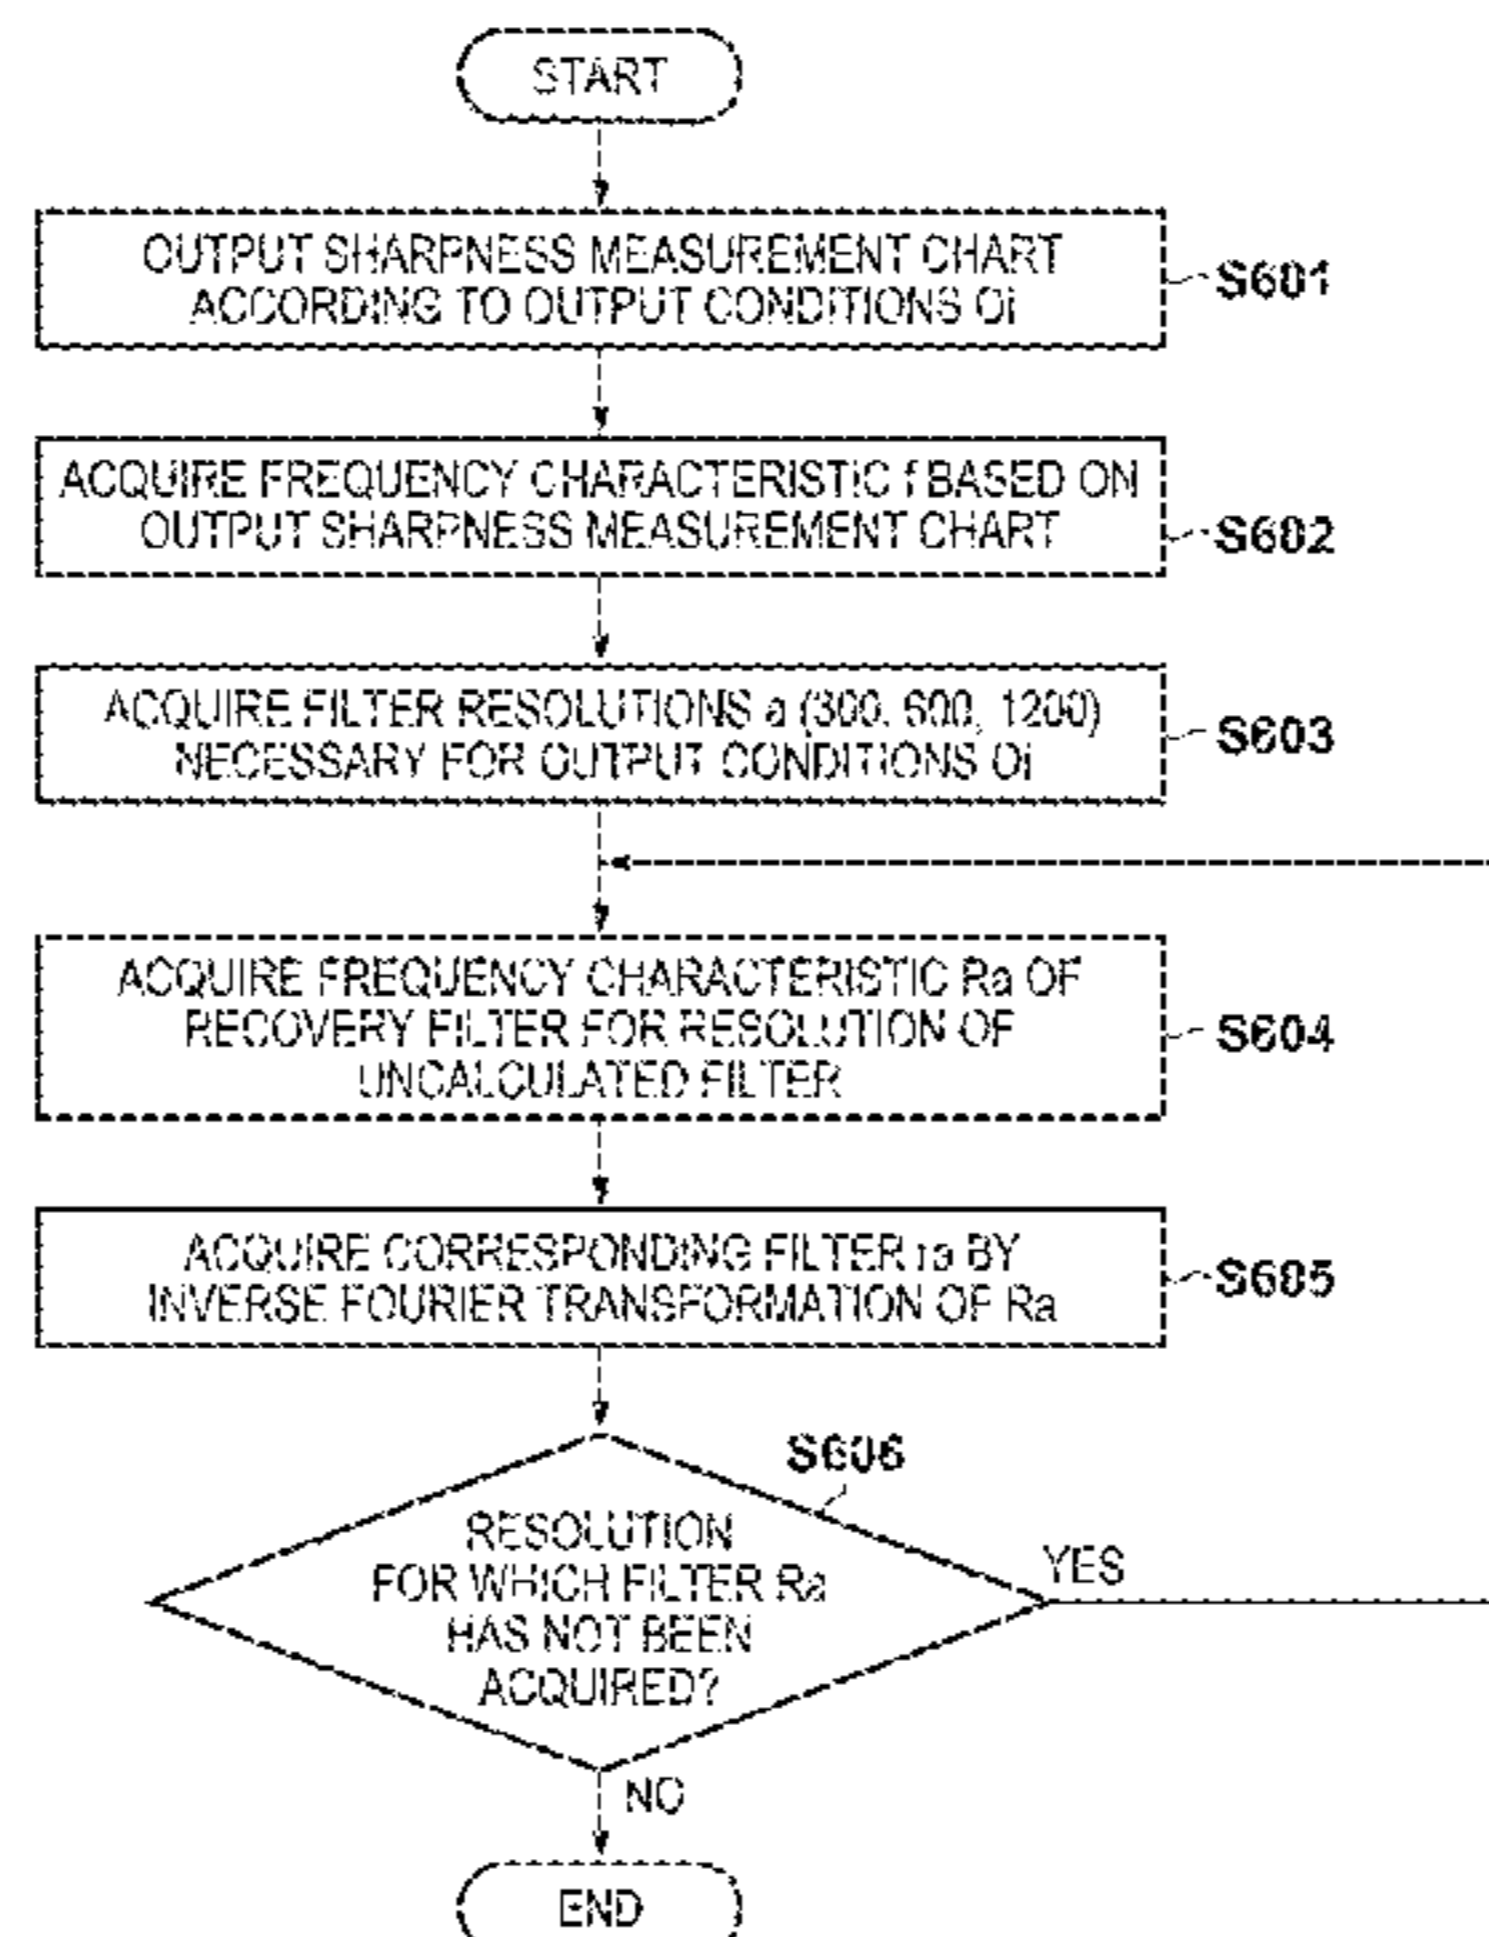 START
OUTPUT SHARPNESS MEASUREMENT CHART
ACCORDING TO OUTPUT CONDITIONS Oi
S601
ACQUIRE FREQUENCY CHARACTERISTIC f BASED ON
OUTPUT SHARPNESS MEASUREMENT CHART
S602
ACQUIRE FILTER RESOLUTIONS a (300, 600, 1200)
NECESSARY FOR OUTPUT CONDITIONS Oi
S603
ACQUIRE FREQUENCY CHARACTERISTIC Ra OF
RECOVERY FILTER FOR RESOLUTION OF
UNCALCULATED FILTER
S604
ACQUIRE CORRESPONDING FILTER ra BY
INVERSE FOURIER TRANSFORMATION OF Ra
S605
S606
RESOLUTION
FOR WHICH FILTER Ra
HAS NOT BEEN
ACQUIRED?
YES
NO
END